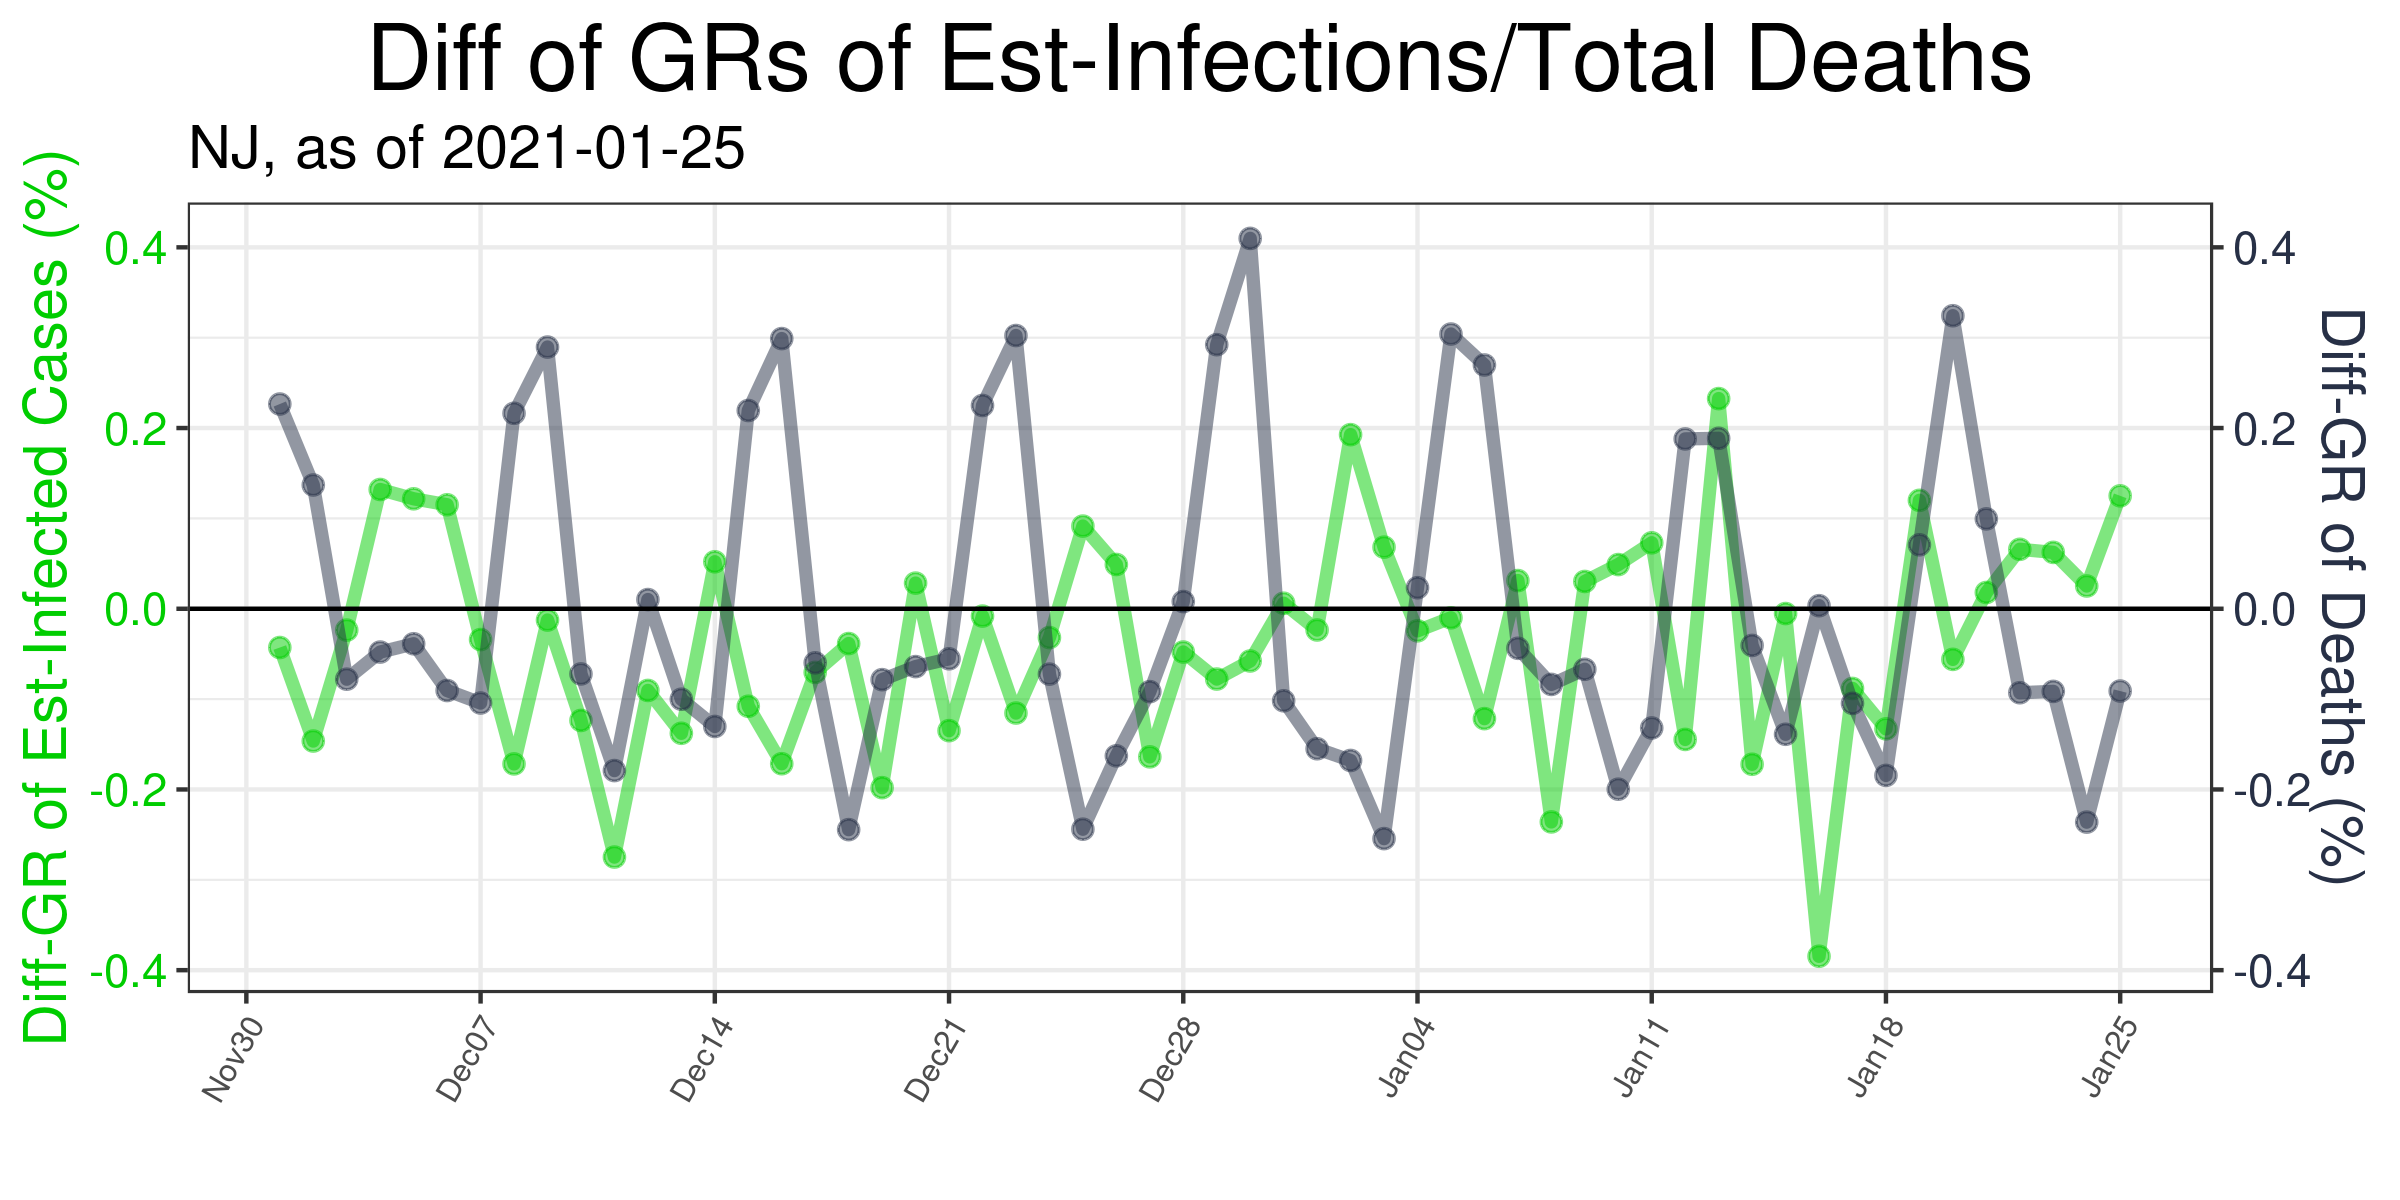 Diff of GRs of Est-Infections/Total Deaths
NJ, as of 2021-01-25
Diff-GR of Est-Infected Cases (%)
0.4
0.2
0.0
-0.2
-0.4
0.4
0.2
0.0
-0.2
-0.4
Diff-GR of Deaths (%)
Nov30
Dec07
Dec14
Dec21
Dec28
Jan04
Jan11
Jan18
Jan25